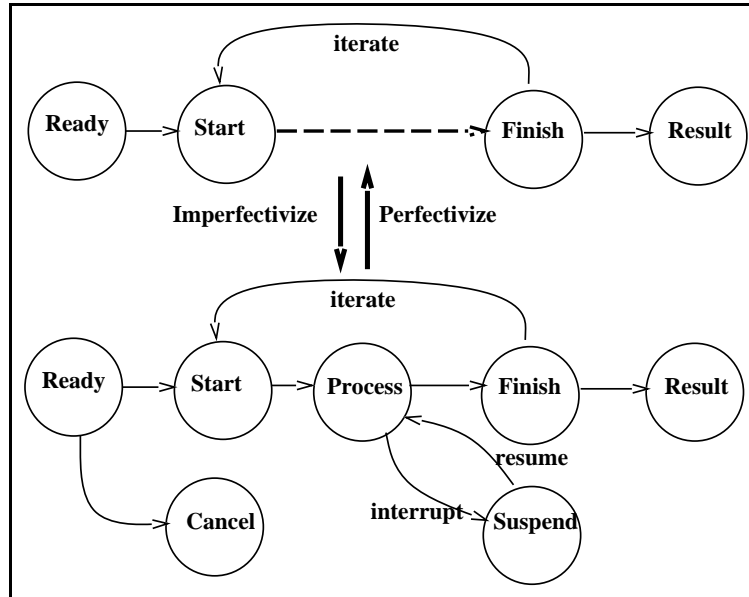 iterate
Ready
Start
Finish
Result
Imperfectivize
Perfectivize
iterate
Ready
Start
Process
Finish
Result
resume
interrupt
Cancel
Suspend